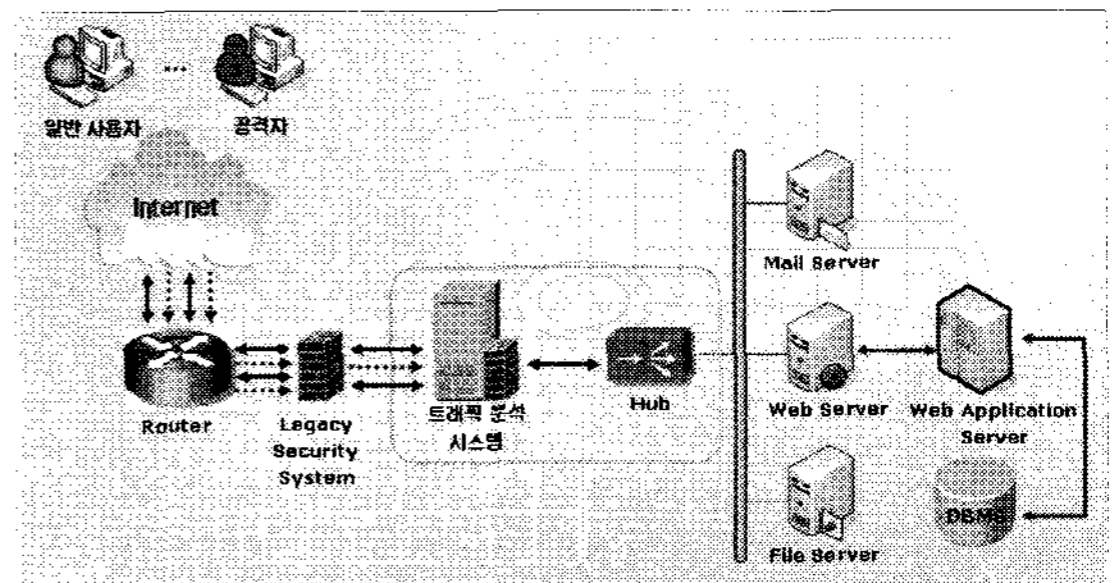 ...
일반 사용자
공격자
Internet
Router
Legacy
Security
System
트래픽 분석
시스템
Hub
Mail Server
Web Server
Web Application
Server
File Server
DBMS